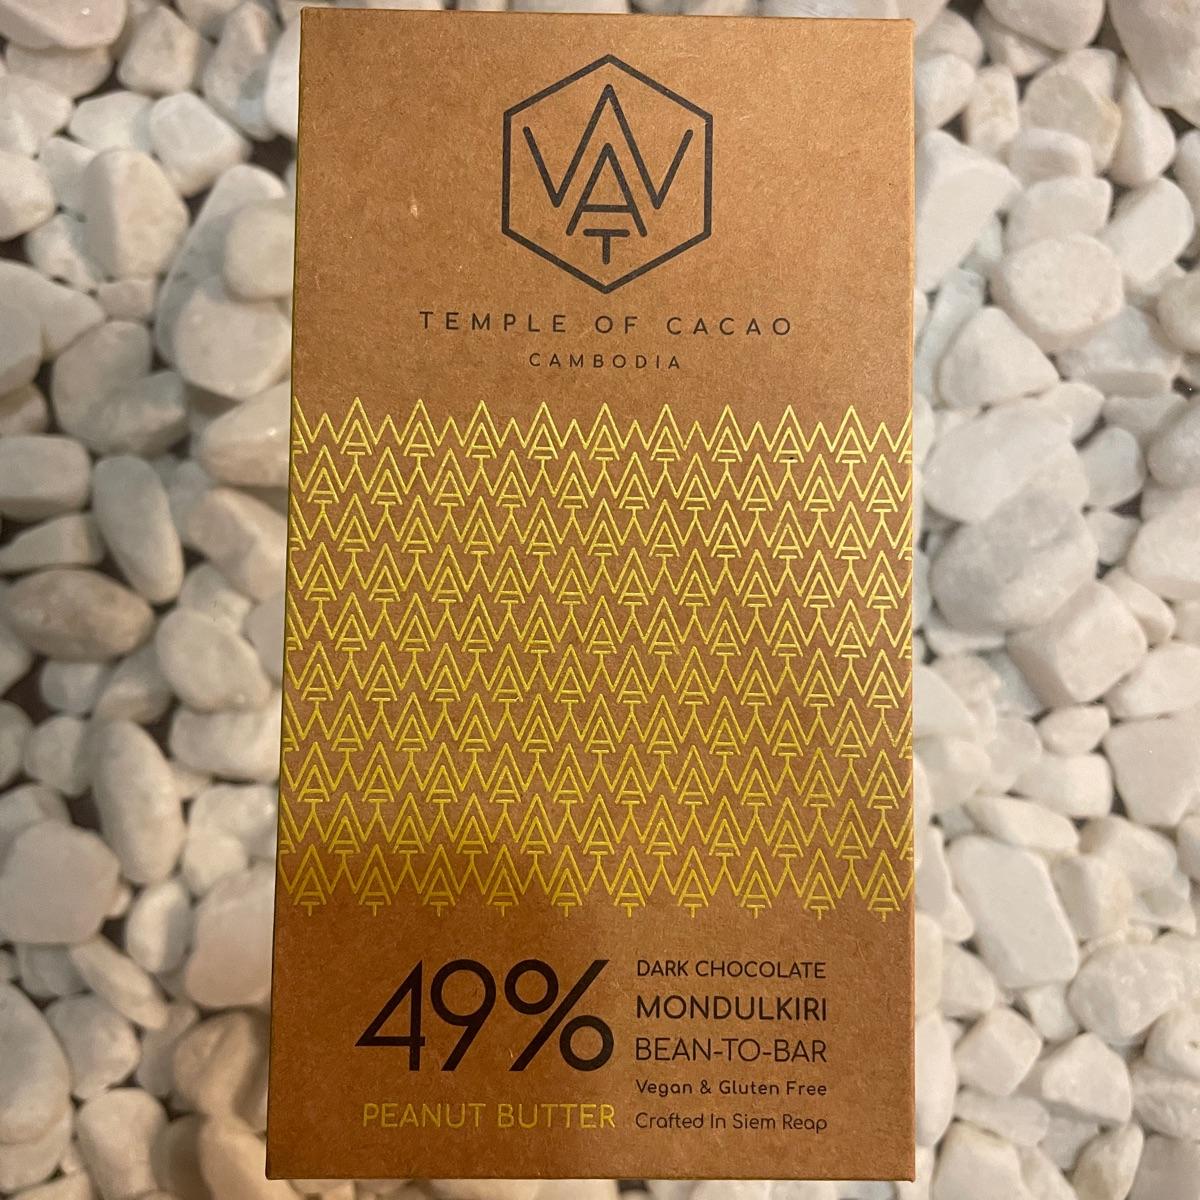 WAT
TEMPLE OF CACAO
CAMBODIA
49%
PEANUT BUTTER
DARK CHOCOLATE
MONDULKIRI
BEAN-TO-BAR
Vegan & Gluten Free
Crafted In Siem Reap